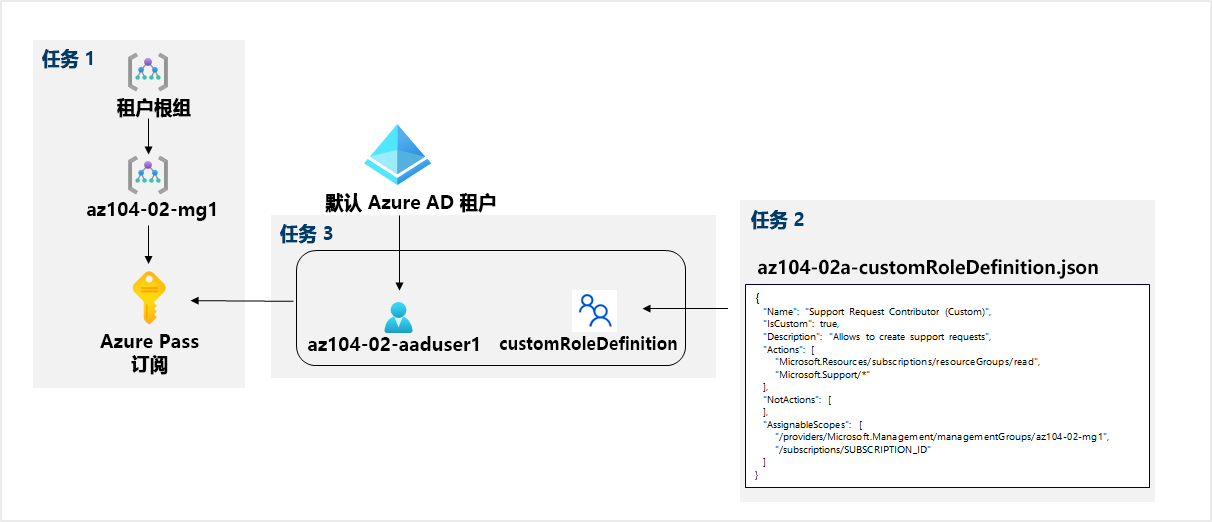 任务 1
租户根组
az104-02-mg1
Azure Pass
订阅
默认 Azure AD 租户
任务 3
az104-02-aaduser1
customRoleDefinition
任务 2
az104-02a-customRoleDefinition.json
{
"Name": "Support Request Contributor (Custom)",
"IsCustom": true,
"Description": "Allows to create support requests",
"Actions": [
"Microsoft.Resources/subscriptions/resourceGroups/read",
"Microsoft.Support/*"
],
"NotActions": [
],
"AssignableScopes": [
"/providers/Microsoft.Management/managementGroups/az104-02-mg1",
"/subscriptions/SUBSCRIPTION_ID"
]
}